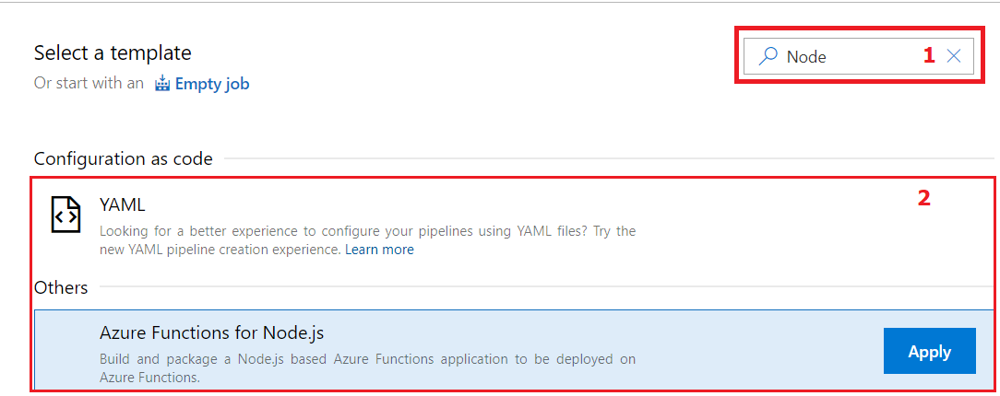 Select a template
Node
1
Or start with an Empty job
Configuration as code
2
YAML
Looking for a better experience to configure your pipelines using YAML files? Try the
new YAML pipeline creation experience. Learn more
Others
Azure Functions for Node.js
Build and package a Node.js based Azure Functions application to be deployed on
Azure Functions.
Apply